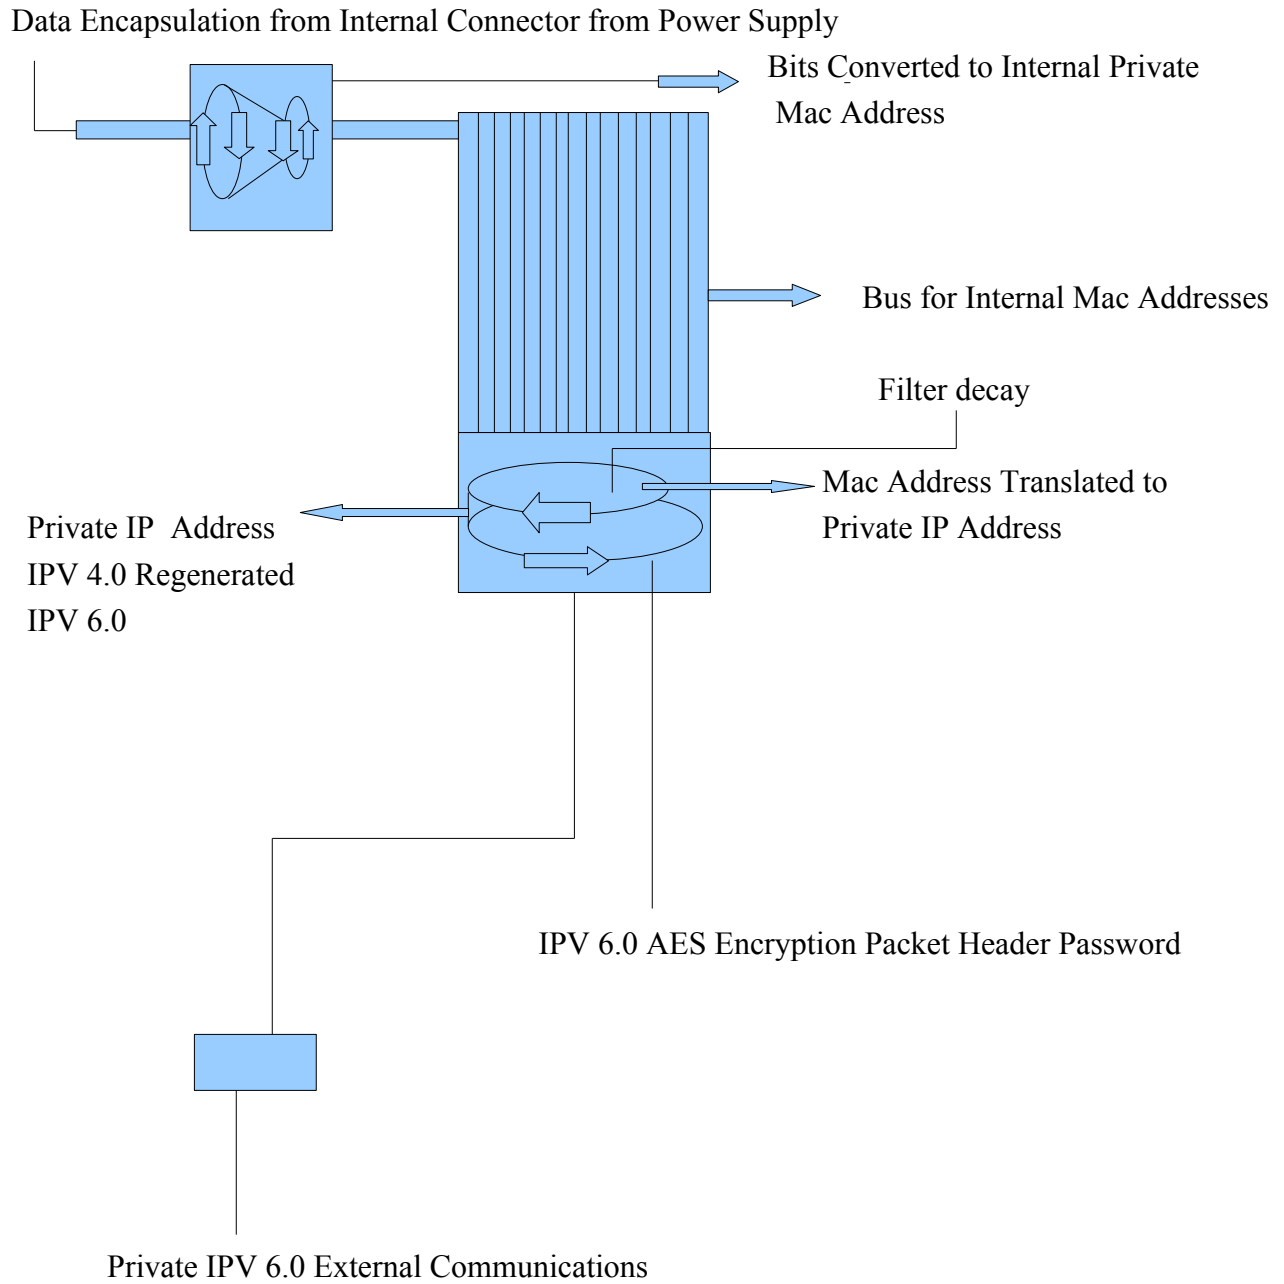 Data Encapsulation from Internal Connector from Power Supply
Bits Converted to Internal Private
Mac Address
Bus for Internal Mac Addresses
Filter decay
Mac Address Translated to
Private IP Address
Private IP Address
IPV 4.0 Regenerated
IPV 6.0
IPV 6.0 AES Encryption Packet Header Password
Private IPV 6.0 External Communications